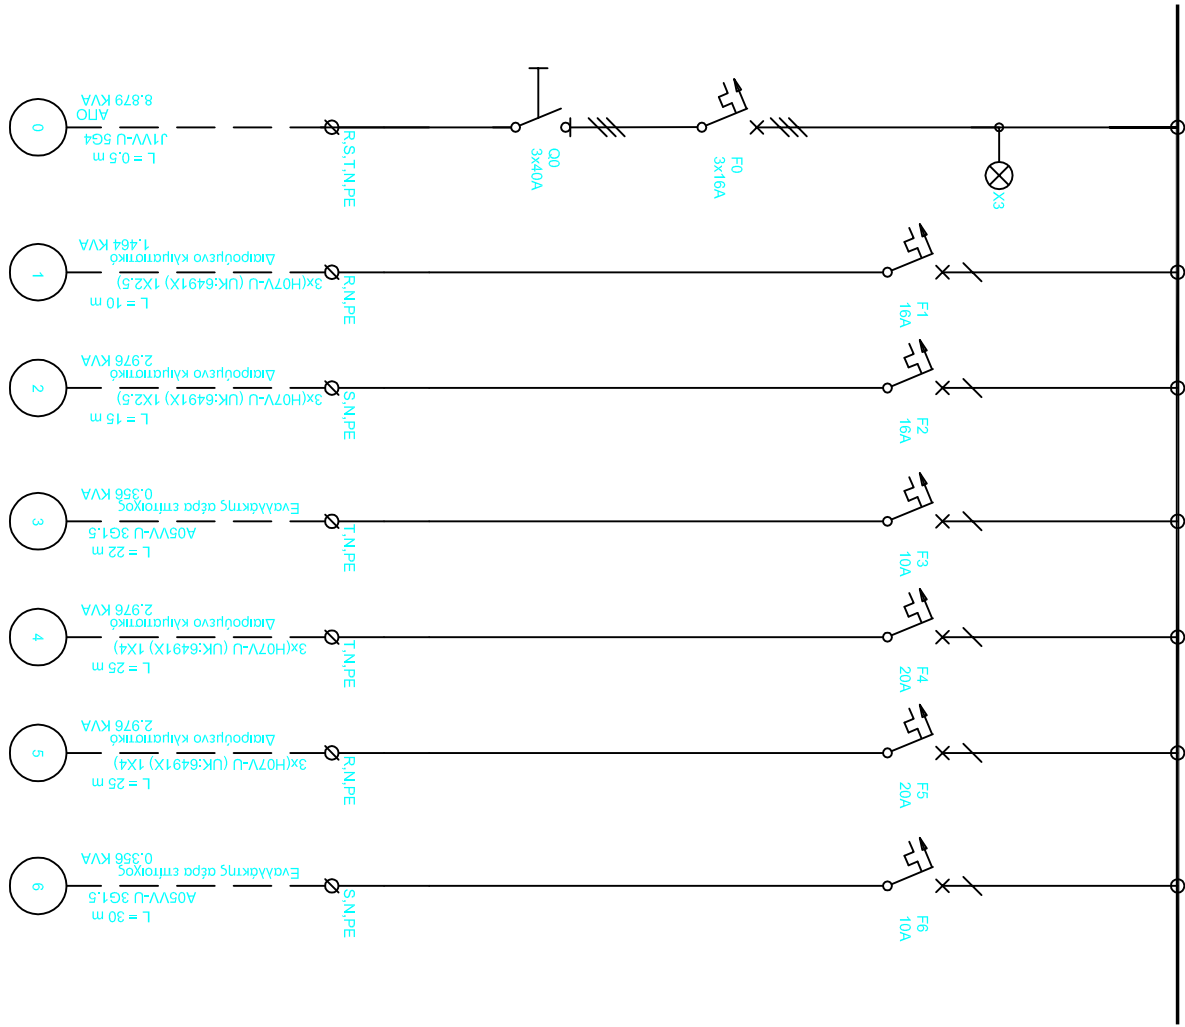 0
8.879 KVA
ΑΠΟ
J1VV-U 5G4
L = 0.5 m
R,S,T,N,PE
Q0
3x40A
F0
3x16A
X3
1
1.464 KVA
Διαιρούμενο κλιματιστικό
3x(H07V-U (UK:6491X) 1X2.5)
L = 10 m
R,N,PE
F1
16A
2
2.976 KVA
Διαιρούμενο κλιματιστικό
3x(H07V-U (UK:6491X) 1X2.5)
L = 15 m
S,N,PE
F2
16A
3
0.356 KVA
Εναλλάκτης αέρα επίτοιχος
A05VV-U 3G1.5
L = 22 m
T,N,PE
F3
10A
4
2.976 KVA
Διαιρούμενο κλιματιστικό
3x(H07V-U (UK:6491X) 1X4)
L = 25 m
T,N,PE
F4
20A
5
2.976 KVA
Διαιρούμενο κλιματιστικό
3x(H07V-U (UK:6491X) 1X4)
L = 25 m
R,N,PE
F5
20A
6
0.356 KVA
Εναλλάκτης αέρα επίτοιχος
A05VV-U 3G1.5
L = 30 m
S,N,PE
F6
10A